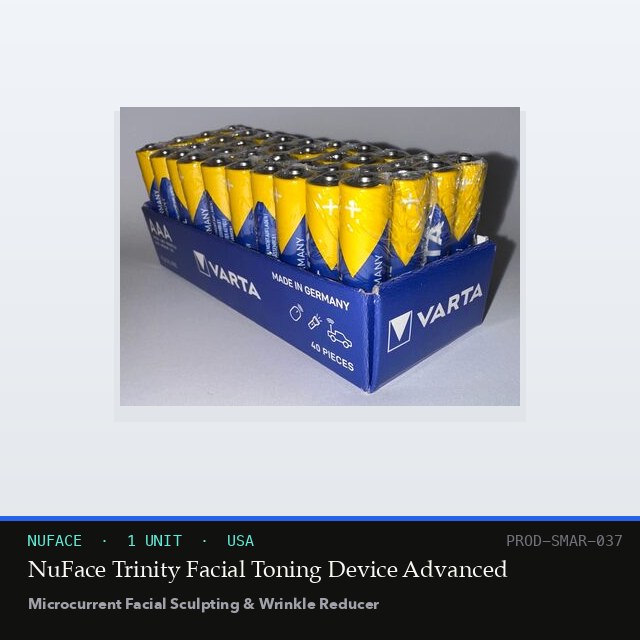 AAA
VARTA
MADE IN GERMANY
40 PIECES
VARTA
NUFACE · 1 UNIT · USA
PROD–SMAR–037
NuFace Trinity Facial Toning Device Advanced
Microcurrent Facial Sculpting & Wrinkle Reducer